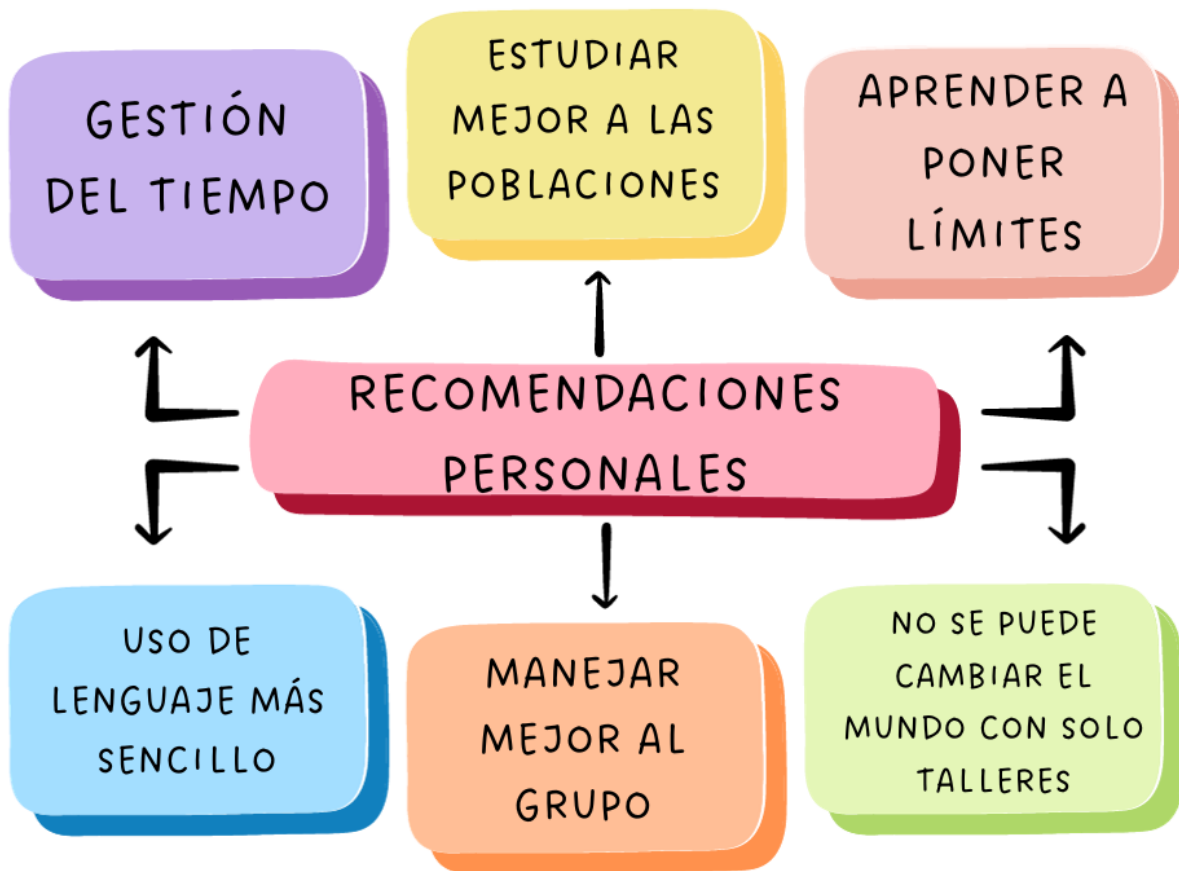 GESTIÓN
DEL TIEMPO
ESTUDIAR
MEJOR A LAS
POBLACIONES
APRENDER A
PONER
LÍMITES
RECOMENDACIONES
PERSONALES
USO DE
LENGUAJE MÁS
SENCILLO
MANEJAR
MEJOR AL
GRUPO
NO SE PUEDE
CAMBIAR EL
MUNDO CON SOLO
TALLERES